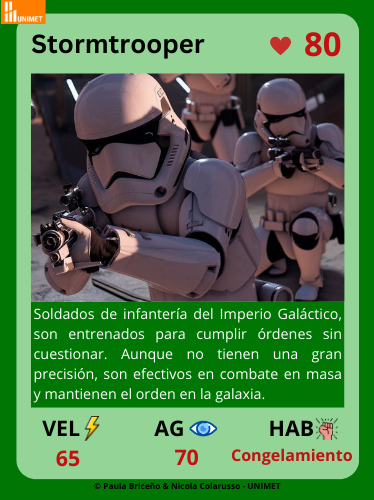 UNIMET
Stormtrooper
80
Soldados de infantería del Imperio Galáctico,
son entrenados para cumplir órdenes sin
cuestionar. Aunque no tienen una gran
precisión, son efectivos en combate en masa
y mantienen el orden en la galaxia.
VEL AG HAB
65 70 Congelamiento
© Paula Briceño & Nicola Colarusso - UNIMET